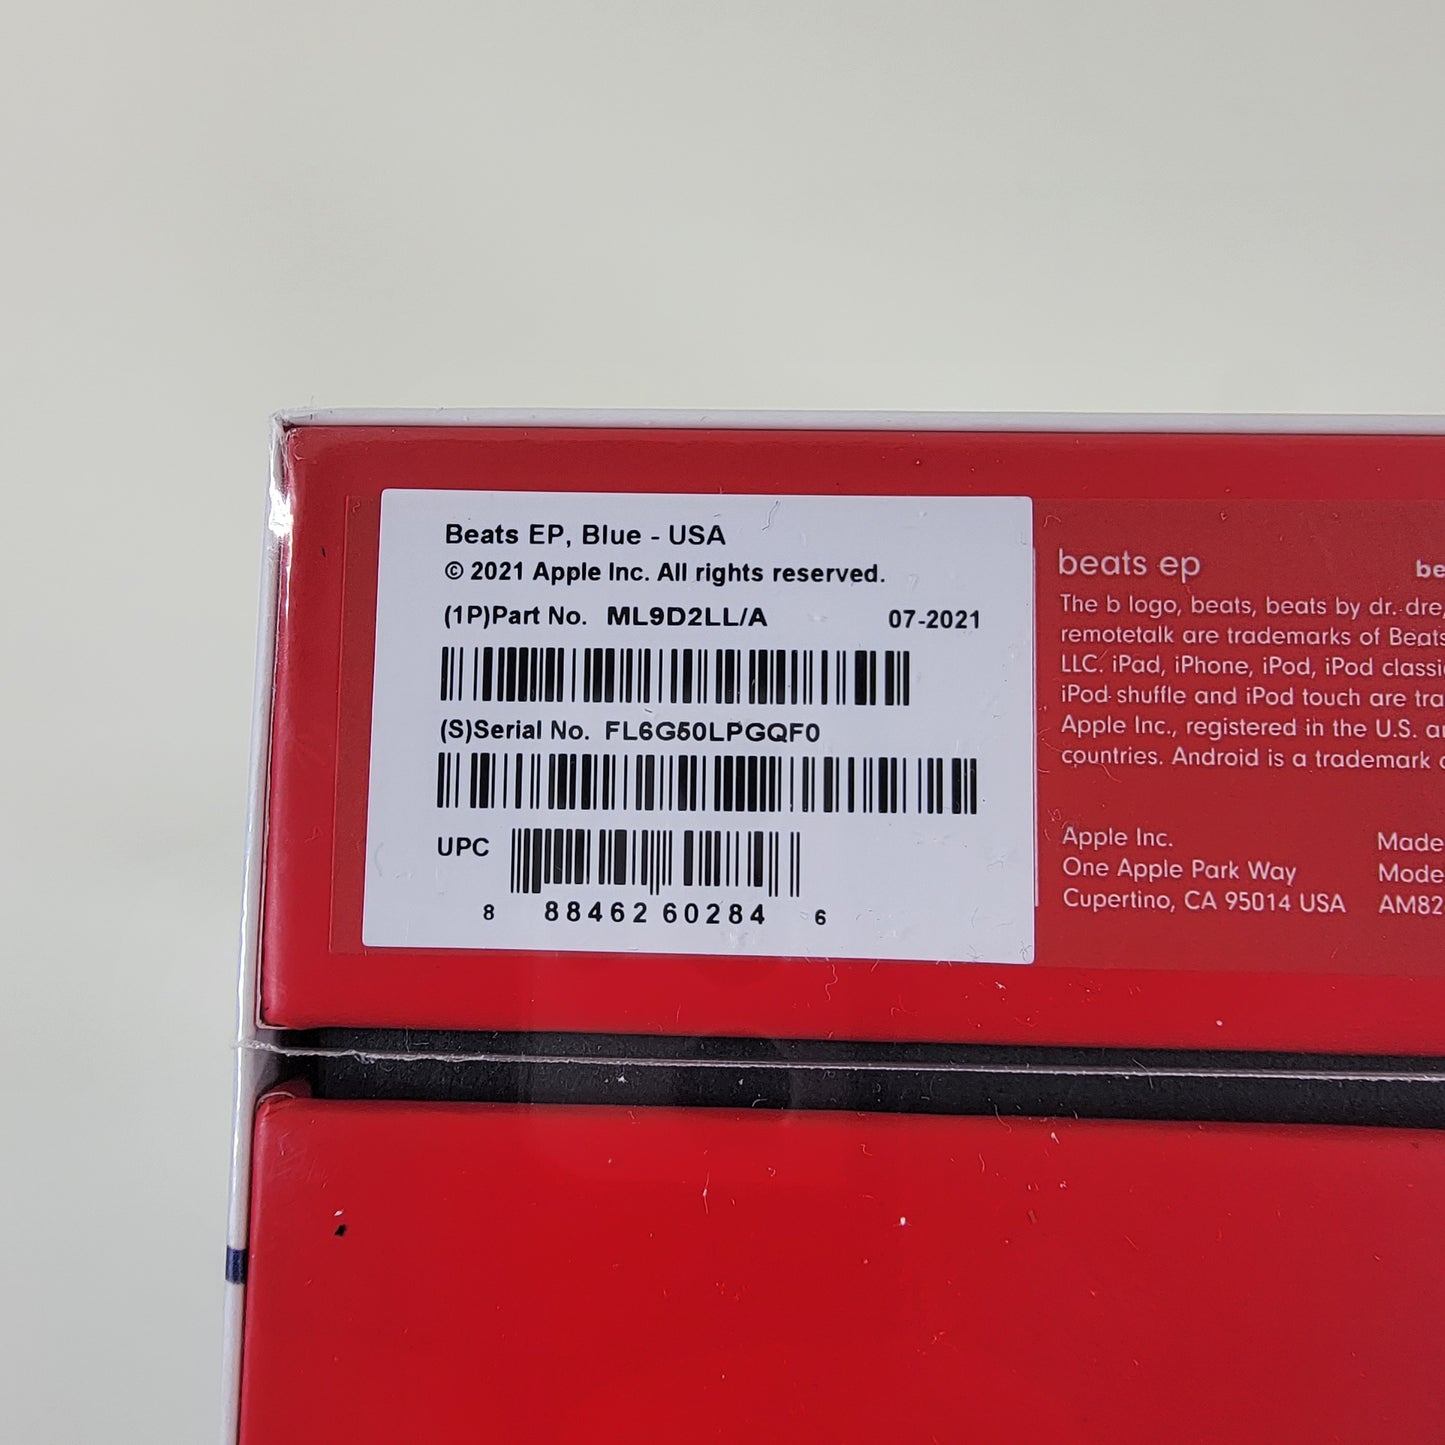 Beats EP, Blue - USA
© 2021 Apple Inc. All rights reserved.
(1P)Part No. ML9D2LL/A 07-2021
(S)Serial No. FL6G50LPGQF0
UPC
8 88462 60284 6
beats ep
The b logo, beats, beats by dr. dre,
remotetalk are trademarks of Beats
LLC. iPad, iPhone, iPod, iPod
iPod shuffle and iPod touch are
Apple Inc., registered in the U.S.
countries. Android is a trademark
Apple Inc.
One Apple Park Way
Cupertino, CA 95014 USA
Made
AM82